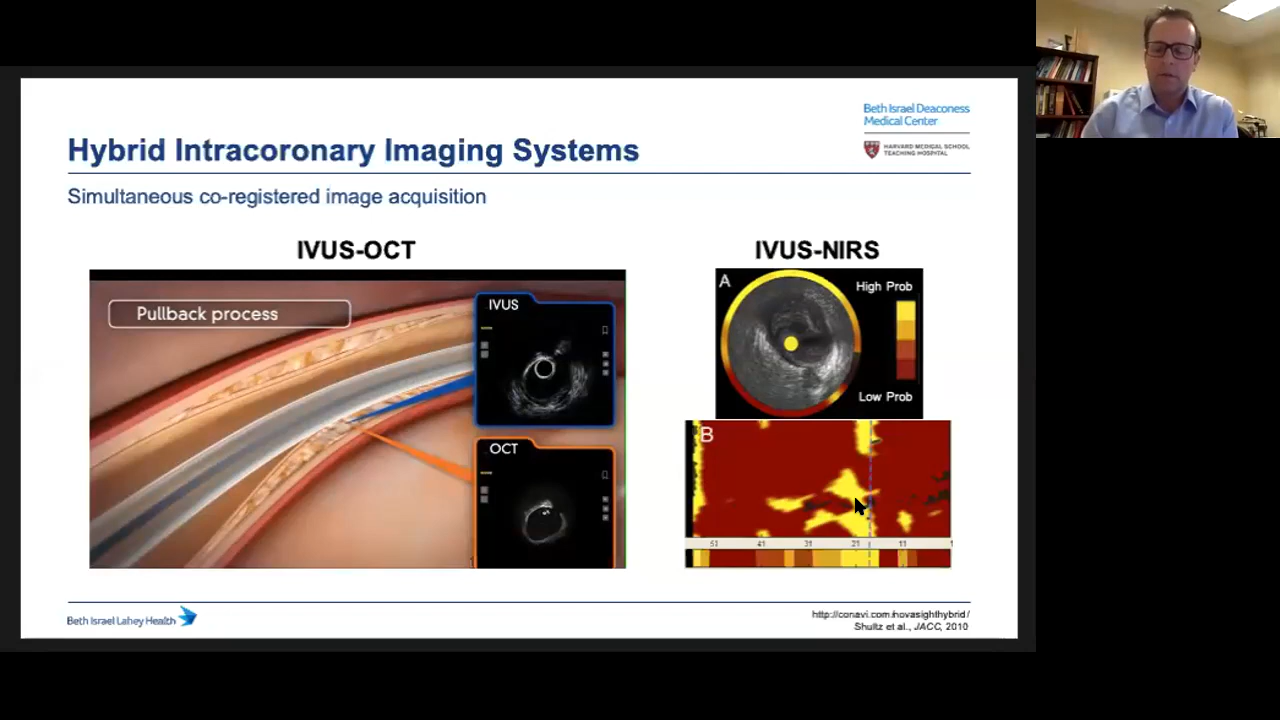 Beth Israel Deaconess
Medical Center
HARVARD MEDICAL SCHOOL
TEACHING HOSPITAL
Hybrid Intracoronary Imaging Systems
Simultaneous co-registered image acquisition
IVUS-OCT
Pullback process
IVUS
OCT
IVUS-NIRS
A
High Prob
Low Prob
B
51 41 31 21 11 1
Beth Israel Lahey Health
http://conavi.com/novasighthybrid/
Shultz et al., JACC, 2010